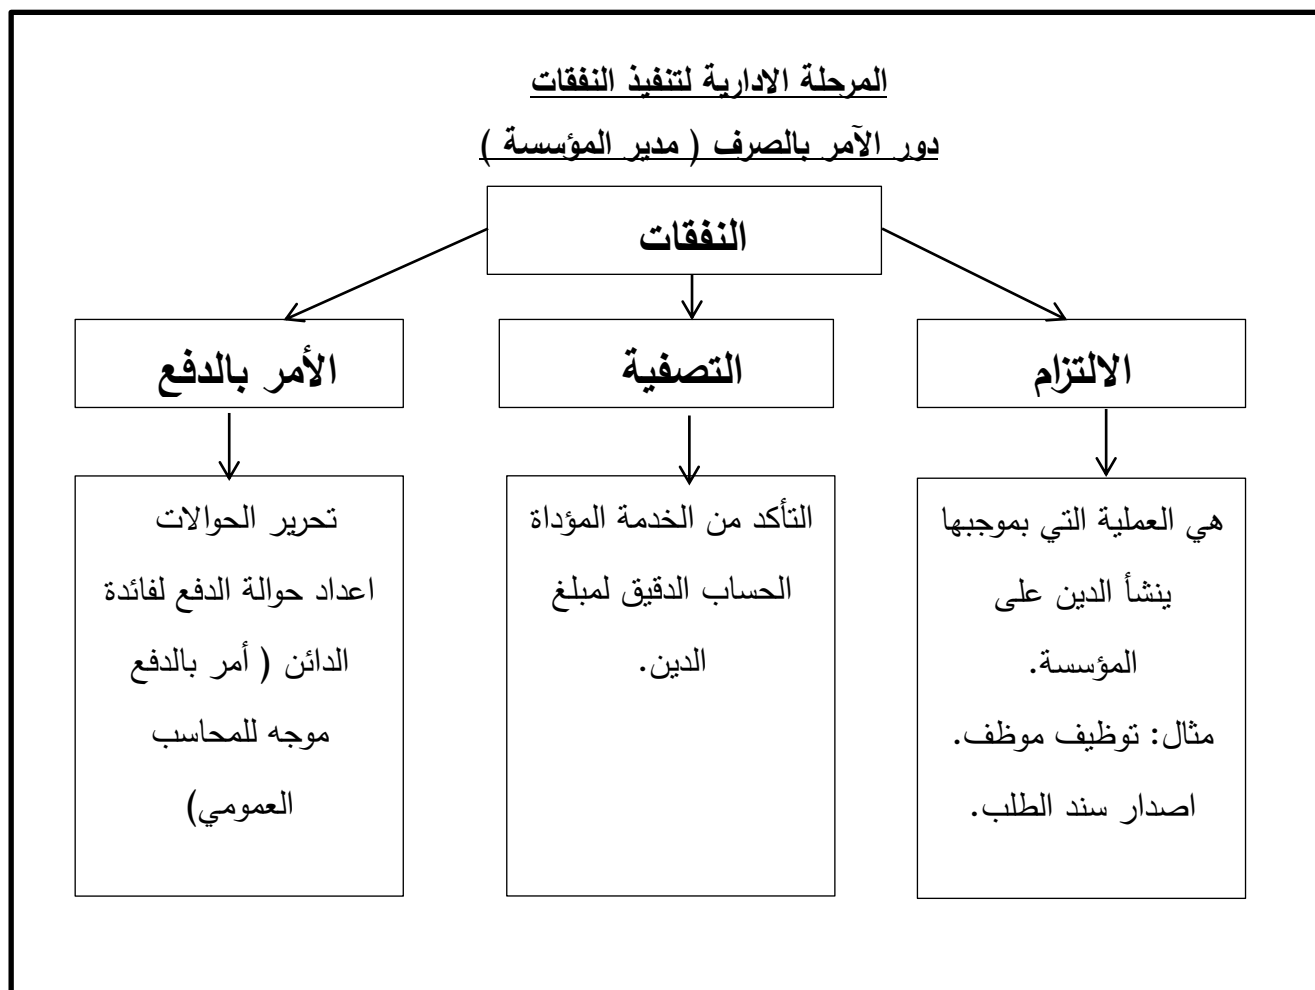 المرحلة الادارية لتنفيذ النفقات
دور الآمر بالصرف ( مدير المؤسسة )
النفقات
الالتزام
التصفية
الأمر بالدفع
هي العملية التي بموجبها
ينشأ الدين على
المؤسسة.
مثال: توظيف موظف.
اصدار سند الطلب.
التأكد من الخدمة المؤداة
الحساب الدقيق لمبلغ
الدين.
تحرير الحوالات
اعداد حوالة الدفع لفائدة
الدائن ( أمر بالدفع
موجه للمحاسب
العمومي)